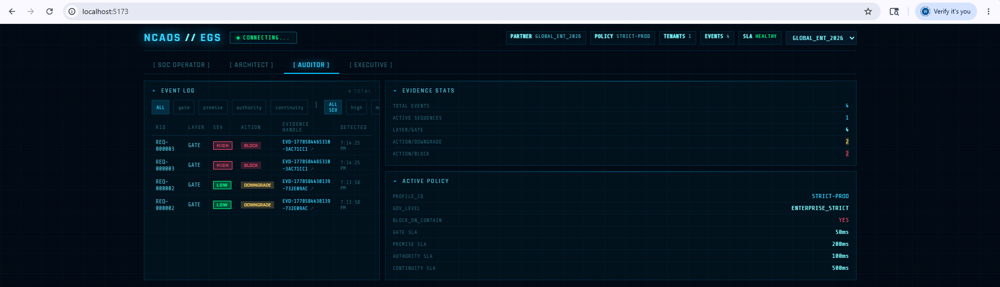 localhost:5173
Verify it's you
NCAOS // EGS
CONNECTING...
PARTNER GLOBAL_ENT_2026
POLICY STRICT-PROD
TENANTS 1
EVENTS 4
SLA HEALTHY
GLOBAL_ENT_2026
[ SOC OPERATOR ]
[ ARCHITECT ]
[ AUDITOR ]
[ EXECUTIVE ]
EVENT LOG
4 TOTAL
ALL
gate
premise
authority
continuity
|
ALL
SEV
high
RID
LAYER
SEV
ACTION
EVIDENCE
HANDLE
DETECTED
REQ-
000003
GATE
HIGH
BLOCK
EVD-1778584465310
-3AC71CC1
7:14:25
PM
REQ-
000003
GATE
HIGH
BLOCK
EVD-1778584465310
-3AC71CC1
7:14:25
PM
REQ-
000002
GATE
LOW
DOWNGRADE
EVD-1778584438139
-732E09AC
7:13:58
PM
REQ-
000002
GATE
LOW
DOWNGRADE
EVD-1778584438139
-732E09AC
7:13:58
PM
EVIDENCE STATS
TOTAL EVENTS 4
ACTIVE SEQUENCES 1
LAYER/GATE 4
ACTION/DOWNGRADE 2
ACTION/BLOCK 2
ACTIVE POLICY
PROFILE_ID STRICT-PROD
GOV_LEVEL ENTERPRISE_STRICT
BLOCK_ON_CONTAIN YES
GATE SLA 50ms
PREMISE SLA 200ms
AUTHORITY SLA 100ms
CONTINUITY SLA 500ms